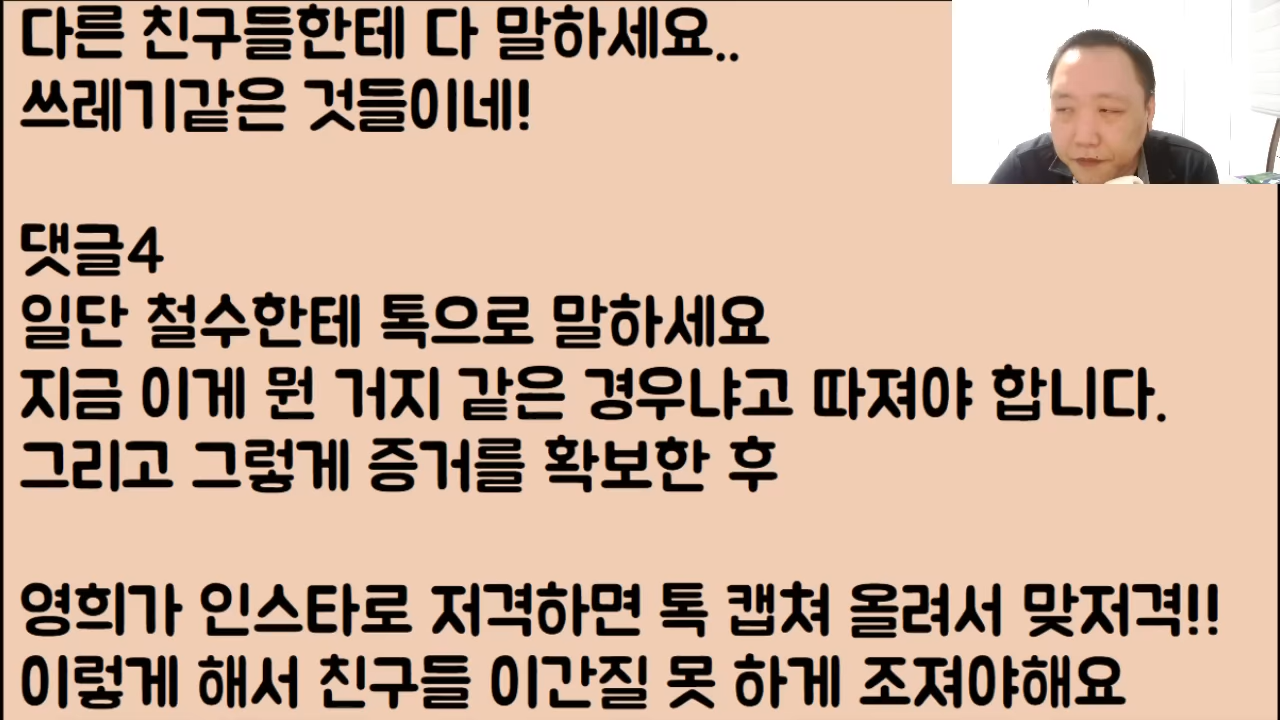 다른 친구들한테 다 말하세요..
쓰레기같은 것들이네!
댓글4
일단 철수한테 톡으로 말하세요
지금 이게 뭔 거지 같은 경우냐고 따져야 합니다.
그리고 그렇게 증거를 확보한 후
영희가 인스타로 저격하면 톡 캡쳐 올려서 맞저격!!
이렇게 해서 친구들 이간질 못 하게 조져야해요